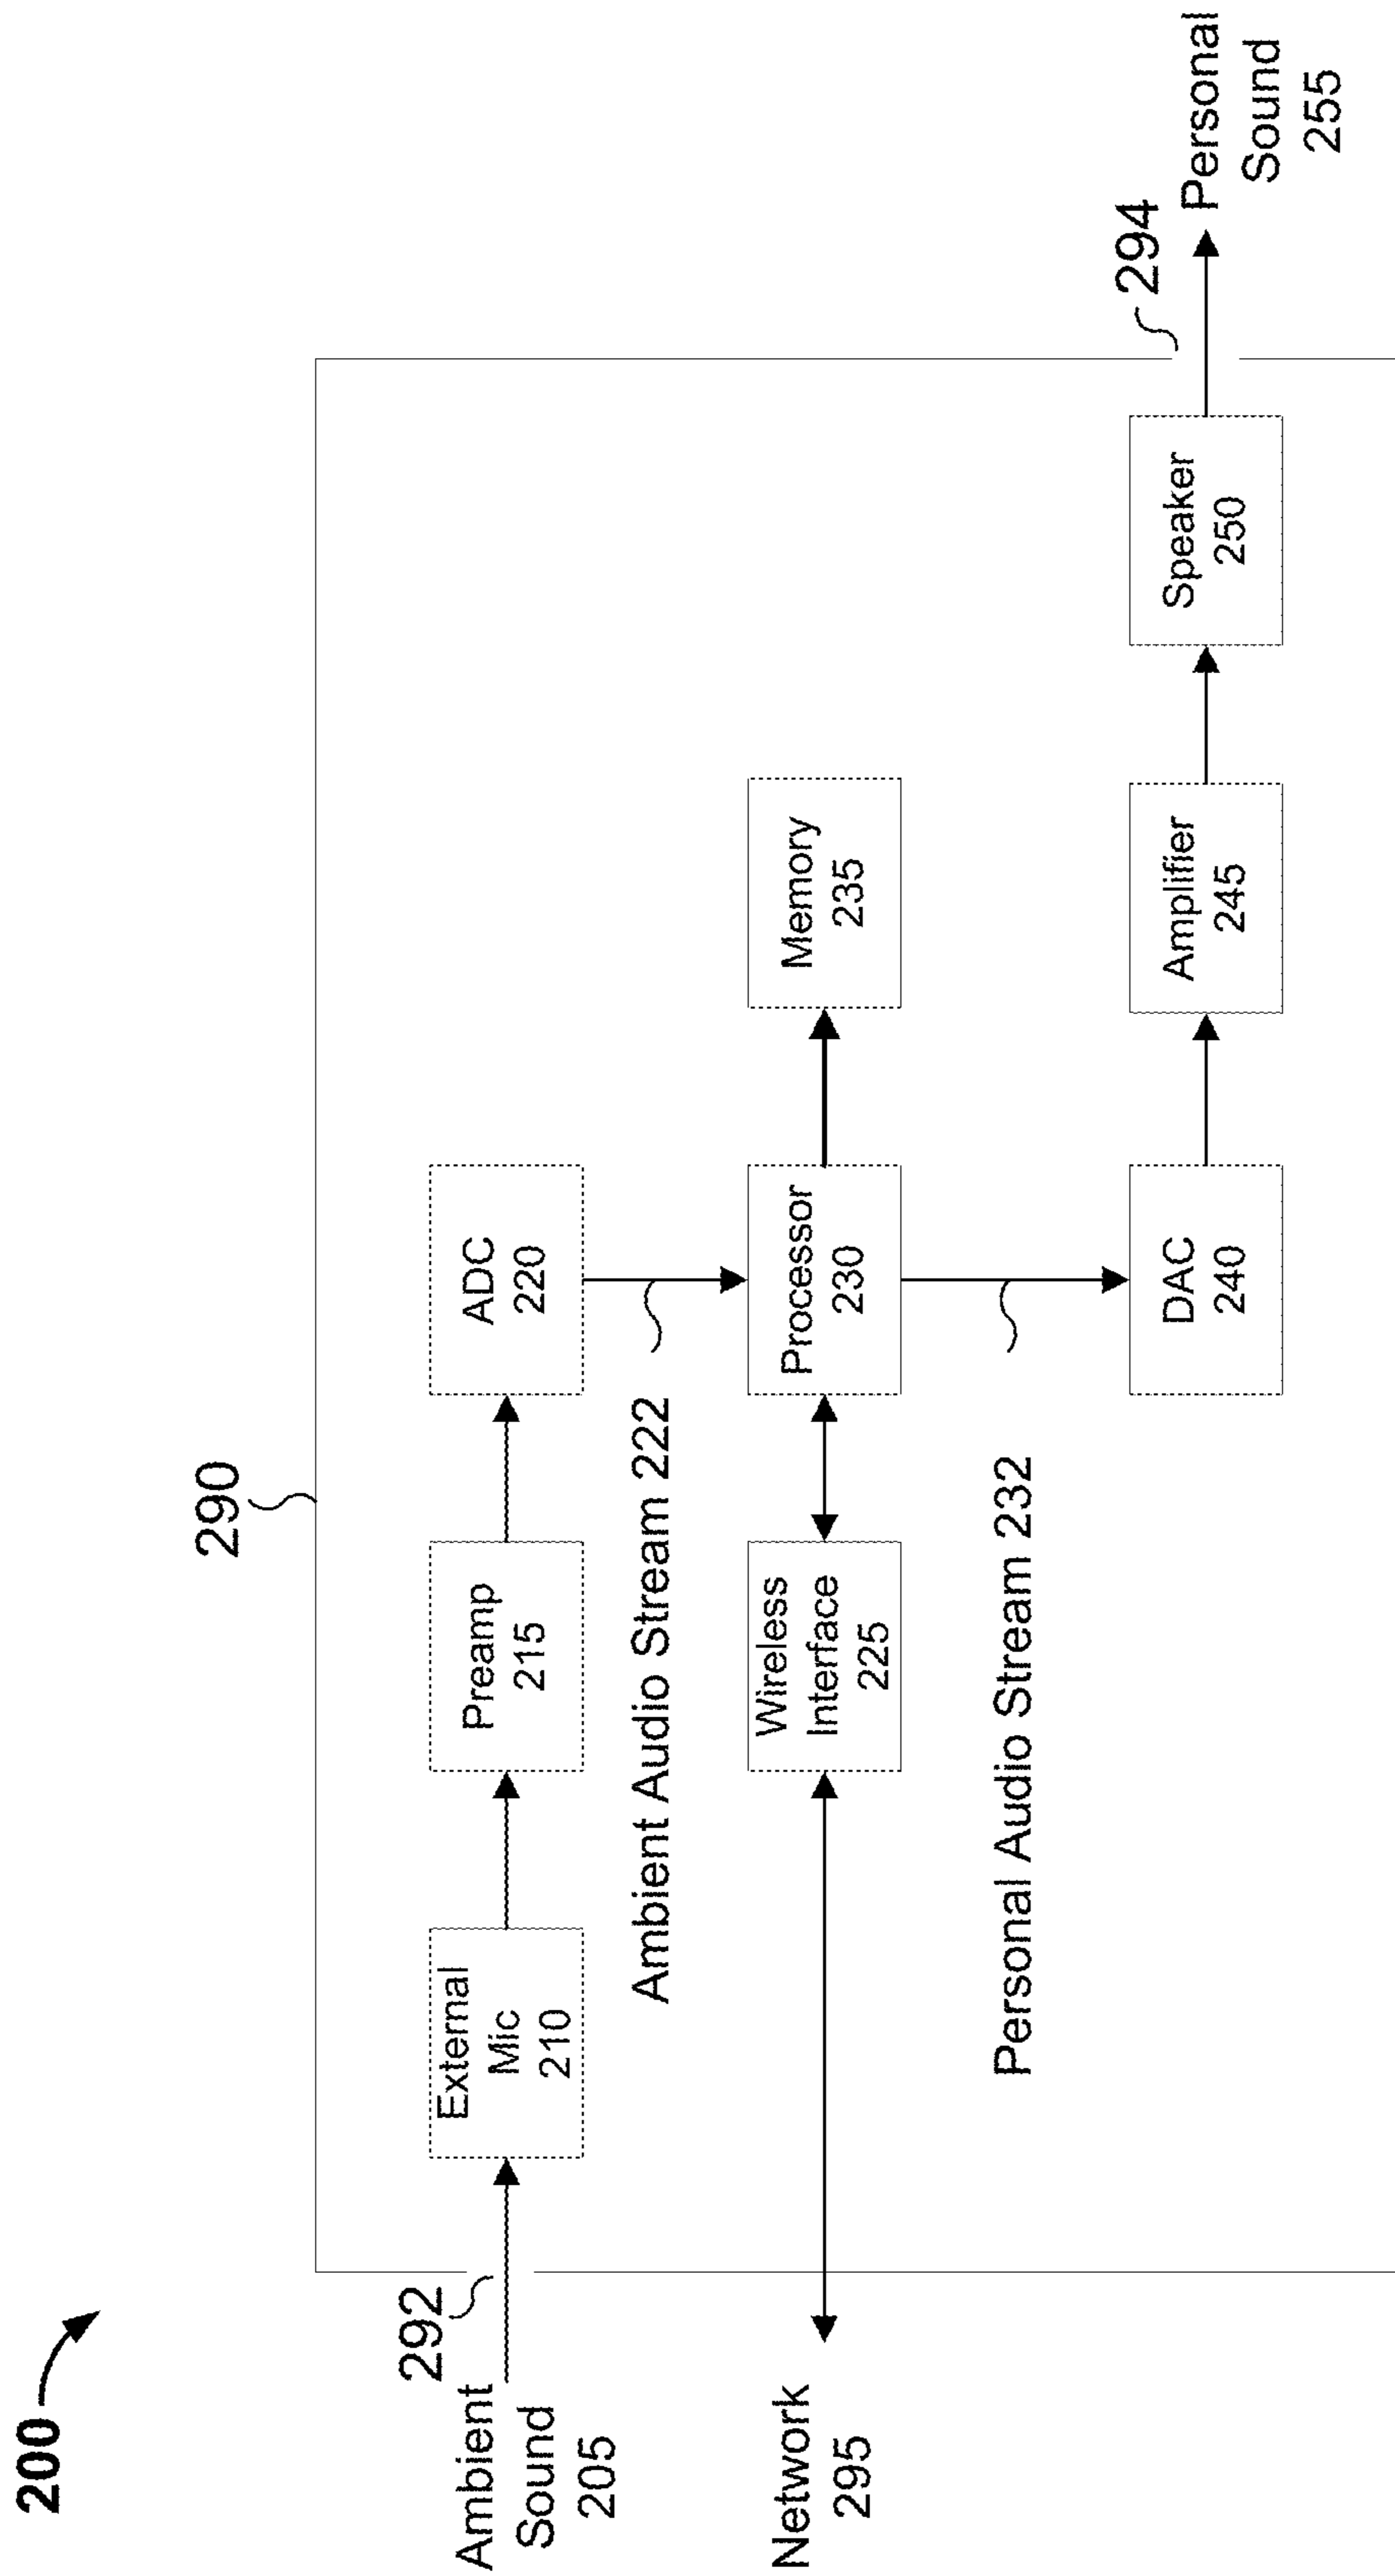 200
290
292
Ambient
Sound
205
External
Mic
210
Preamp
215
ADC
220
Ambient Audio Stream 222
Network
295
Wireless
Interface
225
Processor
230
Memory
235
Personal Audio Stream 232
DAC
240
Amplifier
245
Speaker
250
294
Personal
Sound
255